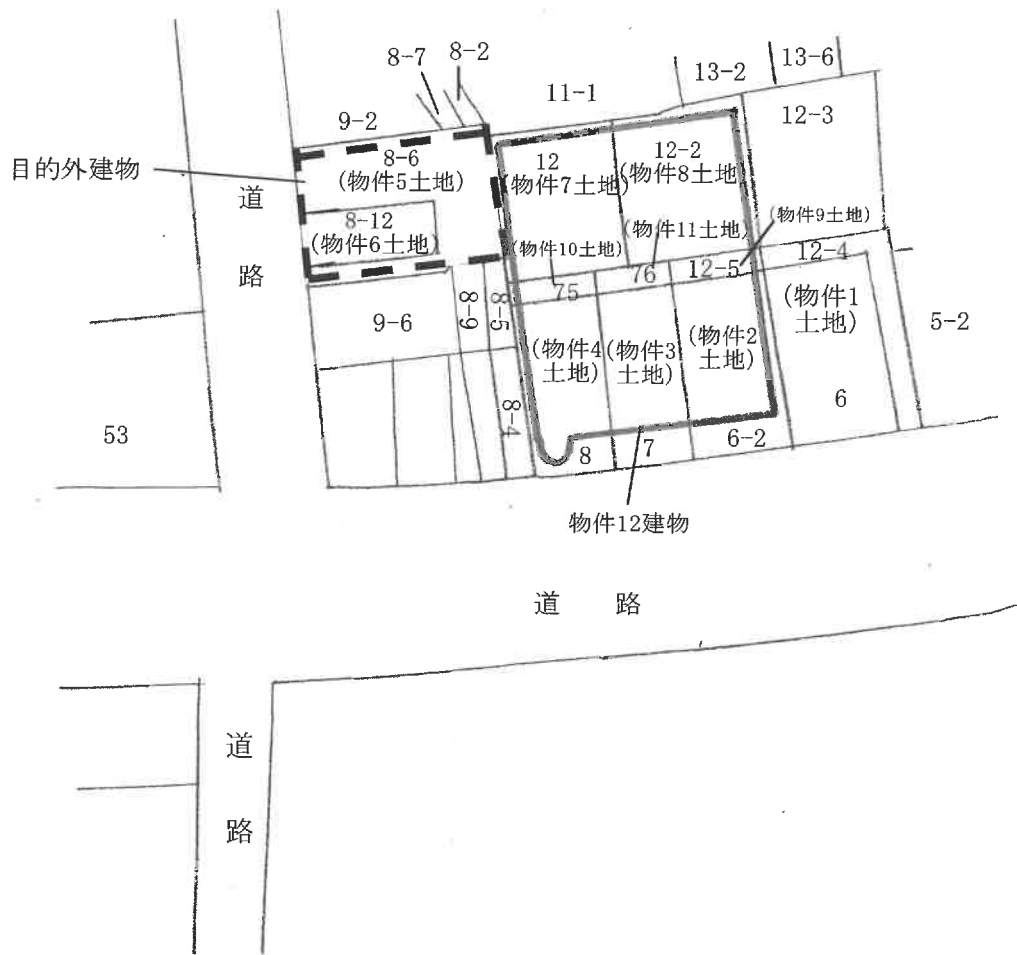 8-7
8-2
11-1
13-2
13-6
9-2
12-3
目的外建物
8-6
(物件5土地)
12
(物件7土地)
12-2
(物件8土地)
道
路
8-12
(物件6土地)
(物件9土地)
(物件11土地)
(物件10土地)
75
76
12-5
12-4
9-6
8-9
8-5
(物件4
土地)
(物件3
土地)
(物件2
土地)
(物件1
土地)
5-2
53
8-4
8
7
6-2
6
物件12建物
道 路
道
路